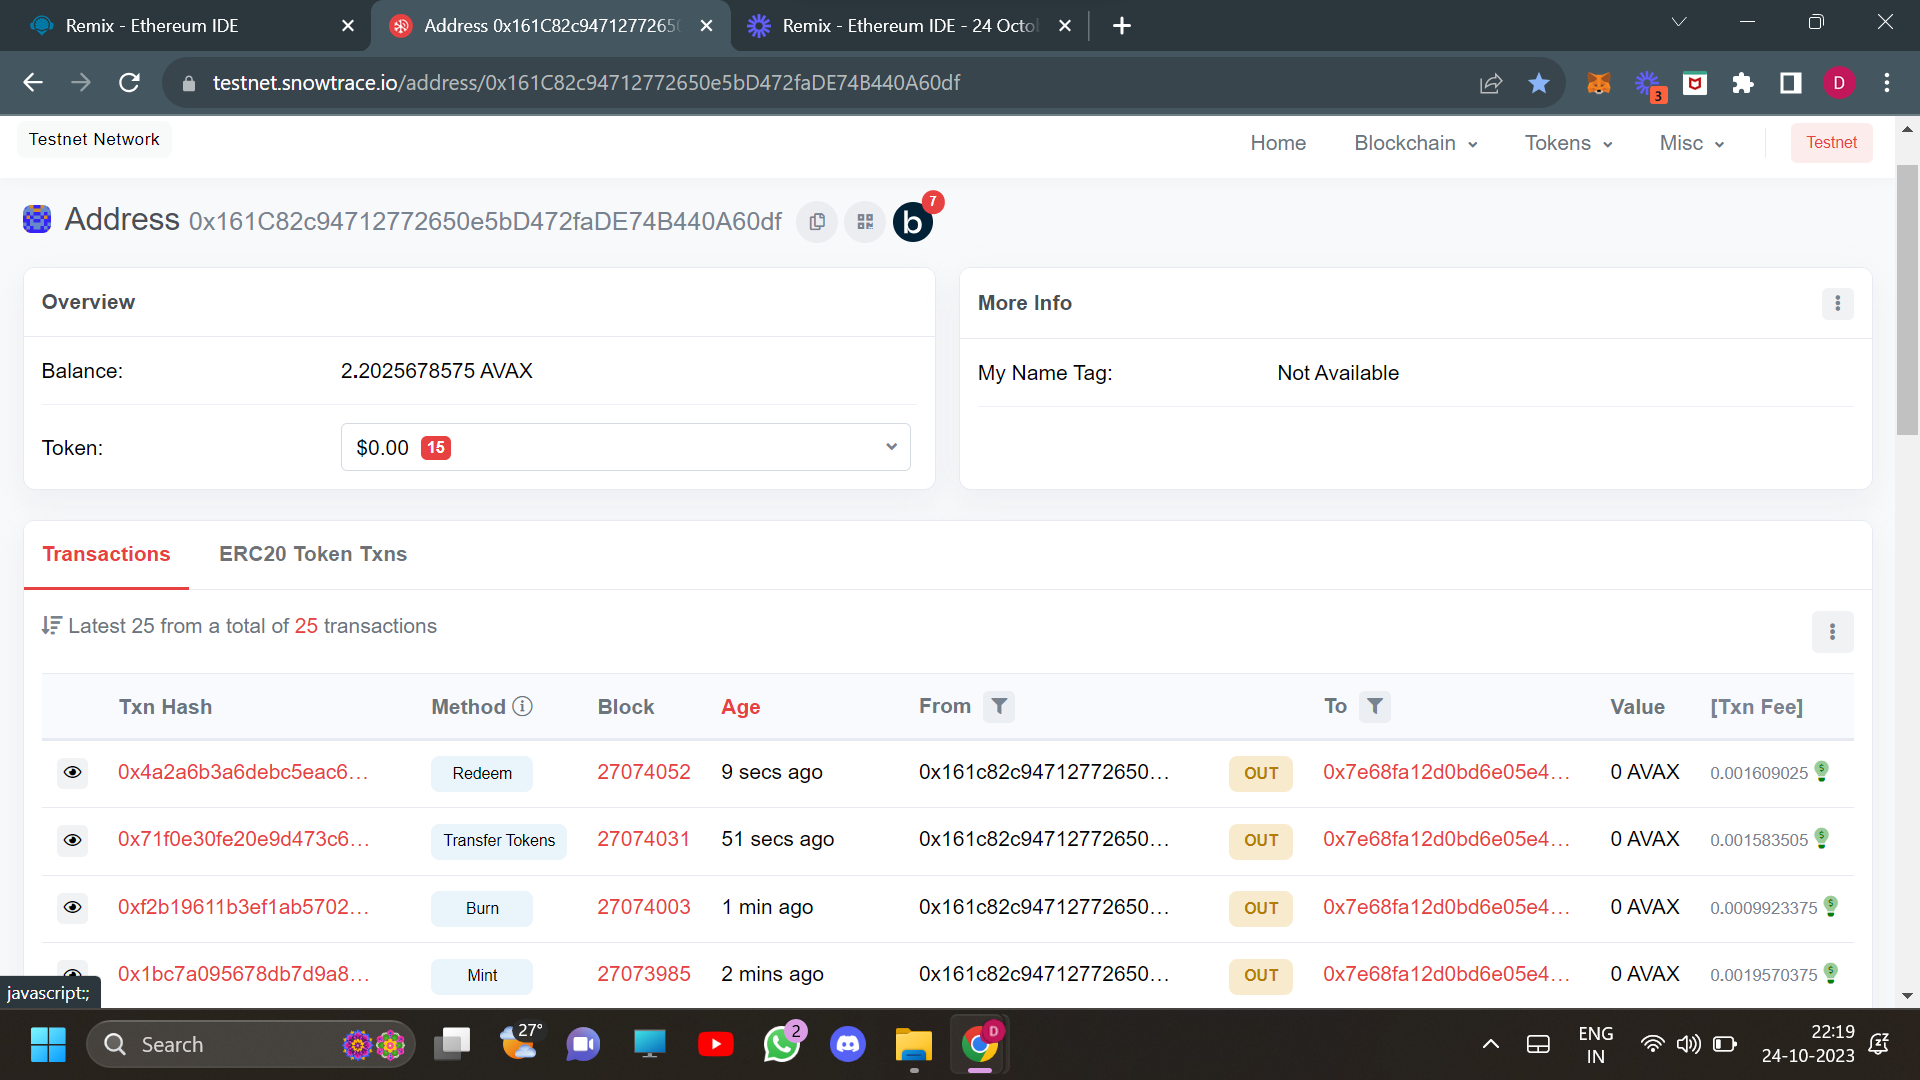 Remix - Ethereum IDE
Address 0x161C82c9471277265
Remix - Ethereum IDE - 24 Octo
testnet.snowtrace.io/address/0x161C82c94712772650e5bD472faDE74B440A60df
3
D
Testnet Network
Home
Blockchain
Tokens
Misc
Testnet
Address 0x161C82c94712772650e5bD472faDE74B440A60df
b
7
Overview
Balance: 2.2025678575 AVAX
Token: $0.00 15
More Info
My Name Tag: Not Available
Transactions
ERC20 Token Txns
Latest 25 from a total of 25 transactions
Txn Hash Method Block Age From To Value [Txn Fee]
0x4a2a6b3a6debc5eac6... Redeem 27074052 9 secs ago 0x161c82c94712772650... OUT 0x7e68fa12d0bd6e05e4... 0 AVAX 0.001609025
0x71f0e30fe20e9d473c6... Transfer Tokens 27074031 51 secs ago 0x161c82c94712772650... OUT 0x7e68fa12d0bd6e05e4... 0 AVAX 0.001583505
0xf2b19611b3ef1ab5702... Burn 27074003 1 min ago 0x161c82c94712772650... OUT 0x7e68fa12d0bd6e05e4... 0 AVAX 0.0009923375
0x1bc7a095678db7d9a8... Mint 27073985 2 mins ago 0x161c82c94712772650... OUT 0x7e68fa12d0bd6e05e4... 0 AVAX 0.0019570375
javascript:;
Search
27°
2
D
ENG
IN
22:19
24-10-2023